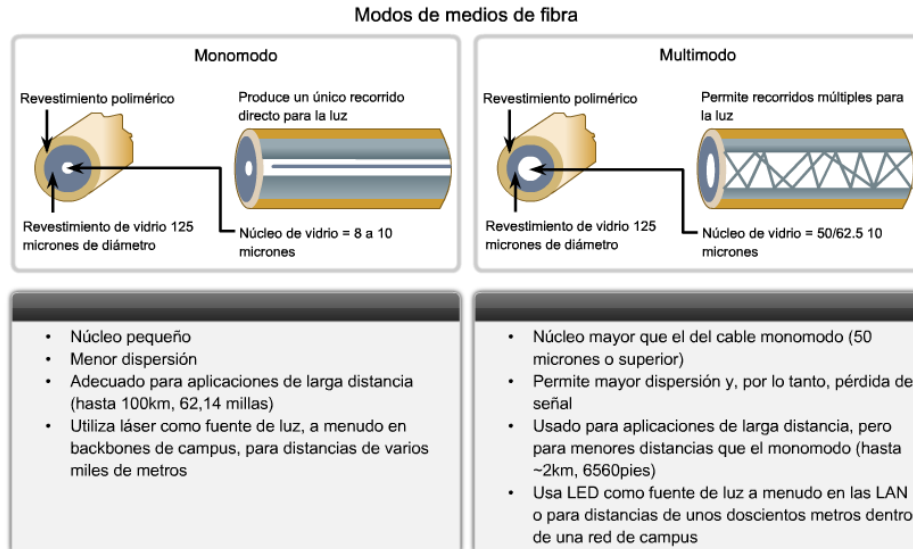 Modos de medios de fibra
Monomodo
Revestimiento polimérico
Produce un único recorrido
directo para la luz
Revestimiento de vidrio 125
micrones de diámetro
Núcleo de vidrio = 8 a 10
micrones
Multimodo
Revestimiento polimérico
Permite recorridos múltiples para
la luz
Revestimiento de vidrio 125
micrones de diámetro
Núcleo de vidrio = 50/62.5 10
micrones
• Núcleo pequeño
• Menor dispersión
• Adecuado para aplicaciones de larga distancia
(hasta 100km, 62,14 millas)
• Utiliza láser como fuente de luz, a menudo en
backbones de campus, para distancias de varios
miles de metros
• Núcleo mayor que el del cable monomodo (50
micrones o superior)
• Permite mayor dispersión y, por lo tanto, pérdida de
señal
• Usado para aplicaciones de larga distancia, pero
para menores distancias que el monomodo (hasta
~2km, 6560pies)
• Usa LED como fuente de luz a menudo en las LAN
o para distancias de unos doscientos metros dentro
de una red de campus